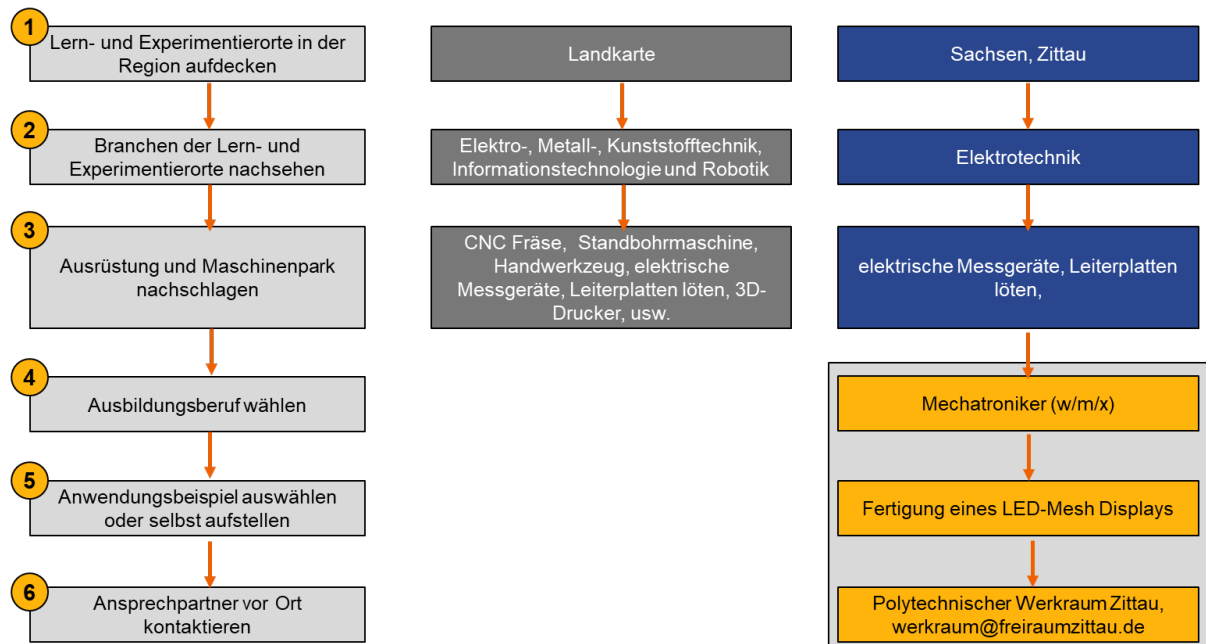 1
Lern- und Experimentierorte in der
Region aufdecken
Landkarte
Sachsen, Zittau
2
Branchen der Lern- und
Experimentierorte nachsehen
Elektro-, Metall-, Kunststofftechnik,
Informationstechnologie und Robotik
Elektrotechnik
3
Ausrüstung und Maschinenpark
nachschlagen
CNC Fräse, Standbohrmaschine,
Handwerkzeug, elektrische
Messgeräte, Leiterplatten löten, 3D-
Drucker, usw.
elektrische Messgeräte, Leiterplatten
löten,
4
Ausbildungsberuf wählen
Mechatroniker (w/m/x)
5
Anwendungsbeispiel auswählen
oder selbst aufstellen
Fertigung eines LED-Mesh Displays
6
Ansprechpartner vor Ort
kontaktieren
Polytechnischer Werkraum Zittau,
werkraum@freiraumzittau.de